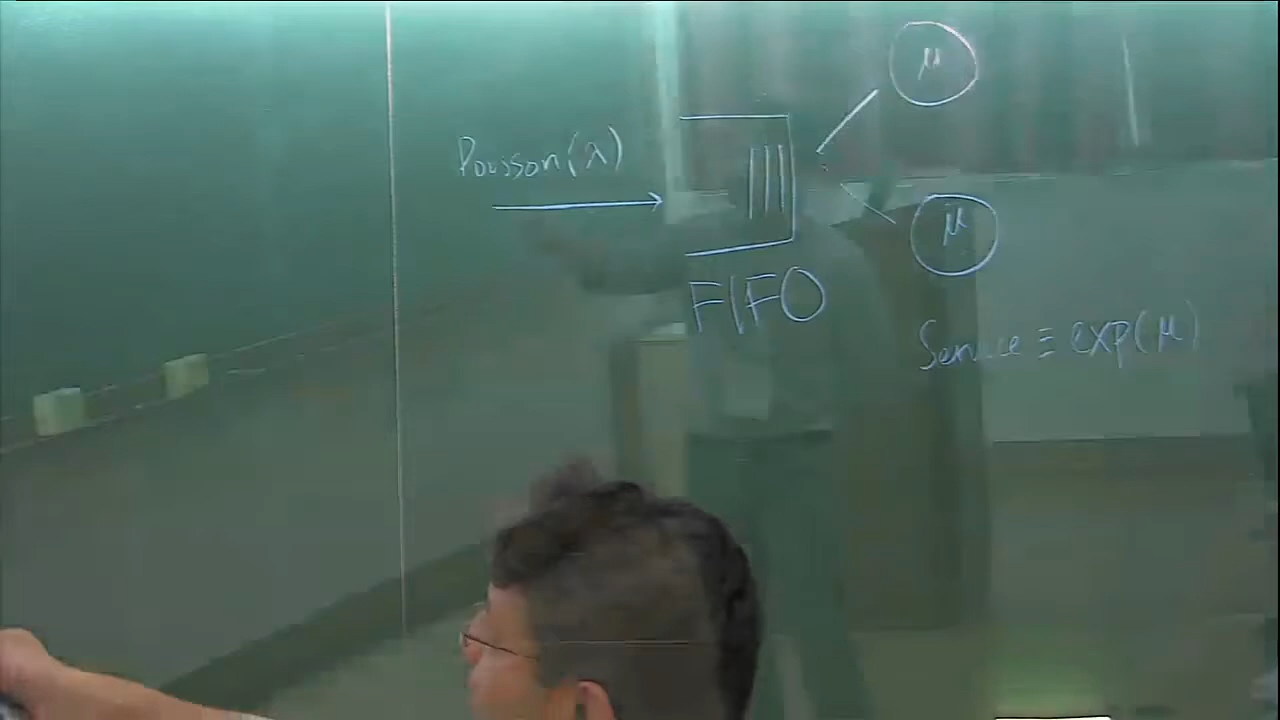 μ
Poisson(λ)
μ
FIFO
Service ≡ exp(μ)